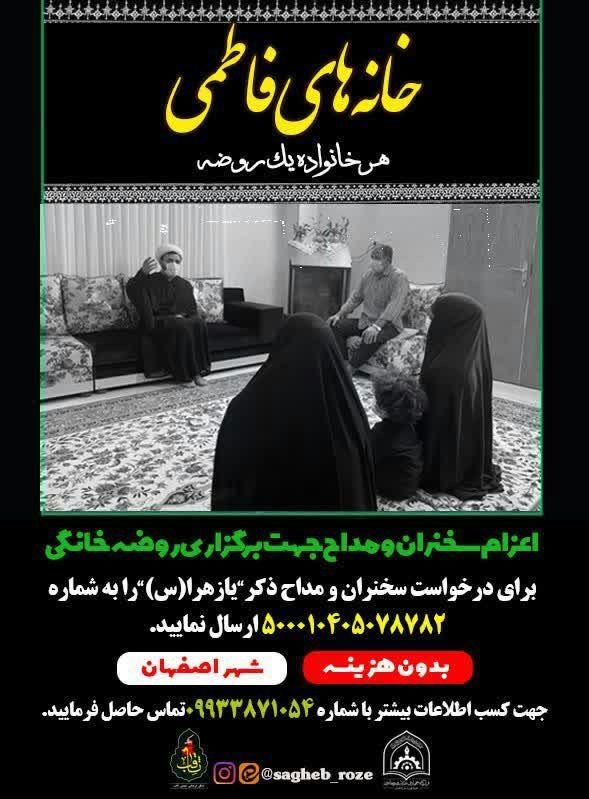 خانه های فاطمی
هر خانواده یک روضه
اعزام سخنران و مداح جهت برگزاری روضه خانگی
برای درخواست سخنران و مداح ذکر "یازهرا(س)" را به شماره
۵۰۰۰۱۰۴۰۵۰۷۸۷۸۲ ارسال نمایید.
بدون هزینه
شهر اصفهان
جهت کسب اطلاعات بیشتر با شماره ۰۹۹۳۳۸۷۱۰۵۴ تماس حاصل فرمایید.
@sagheb_roze